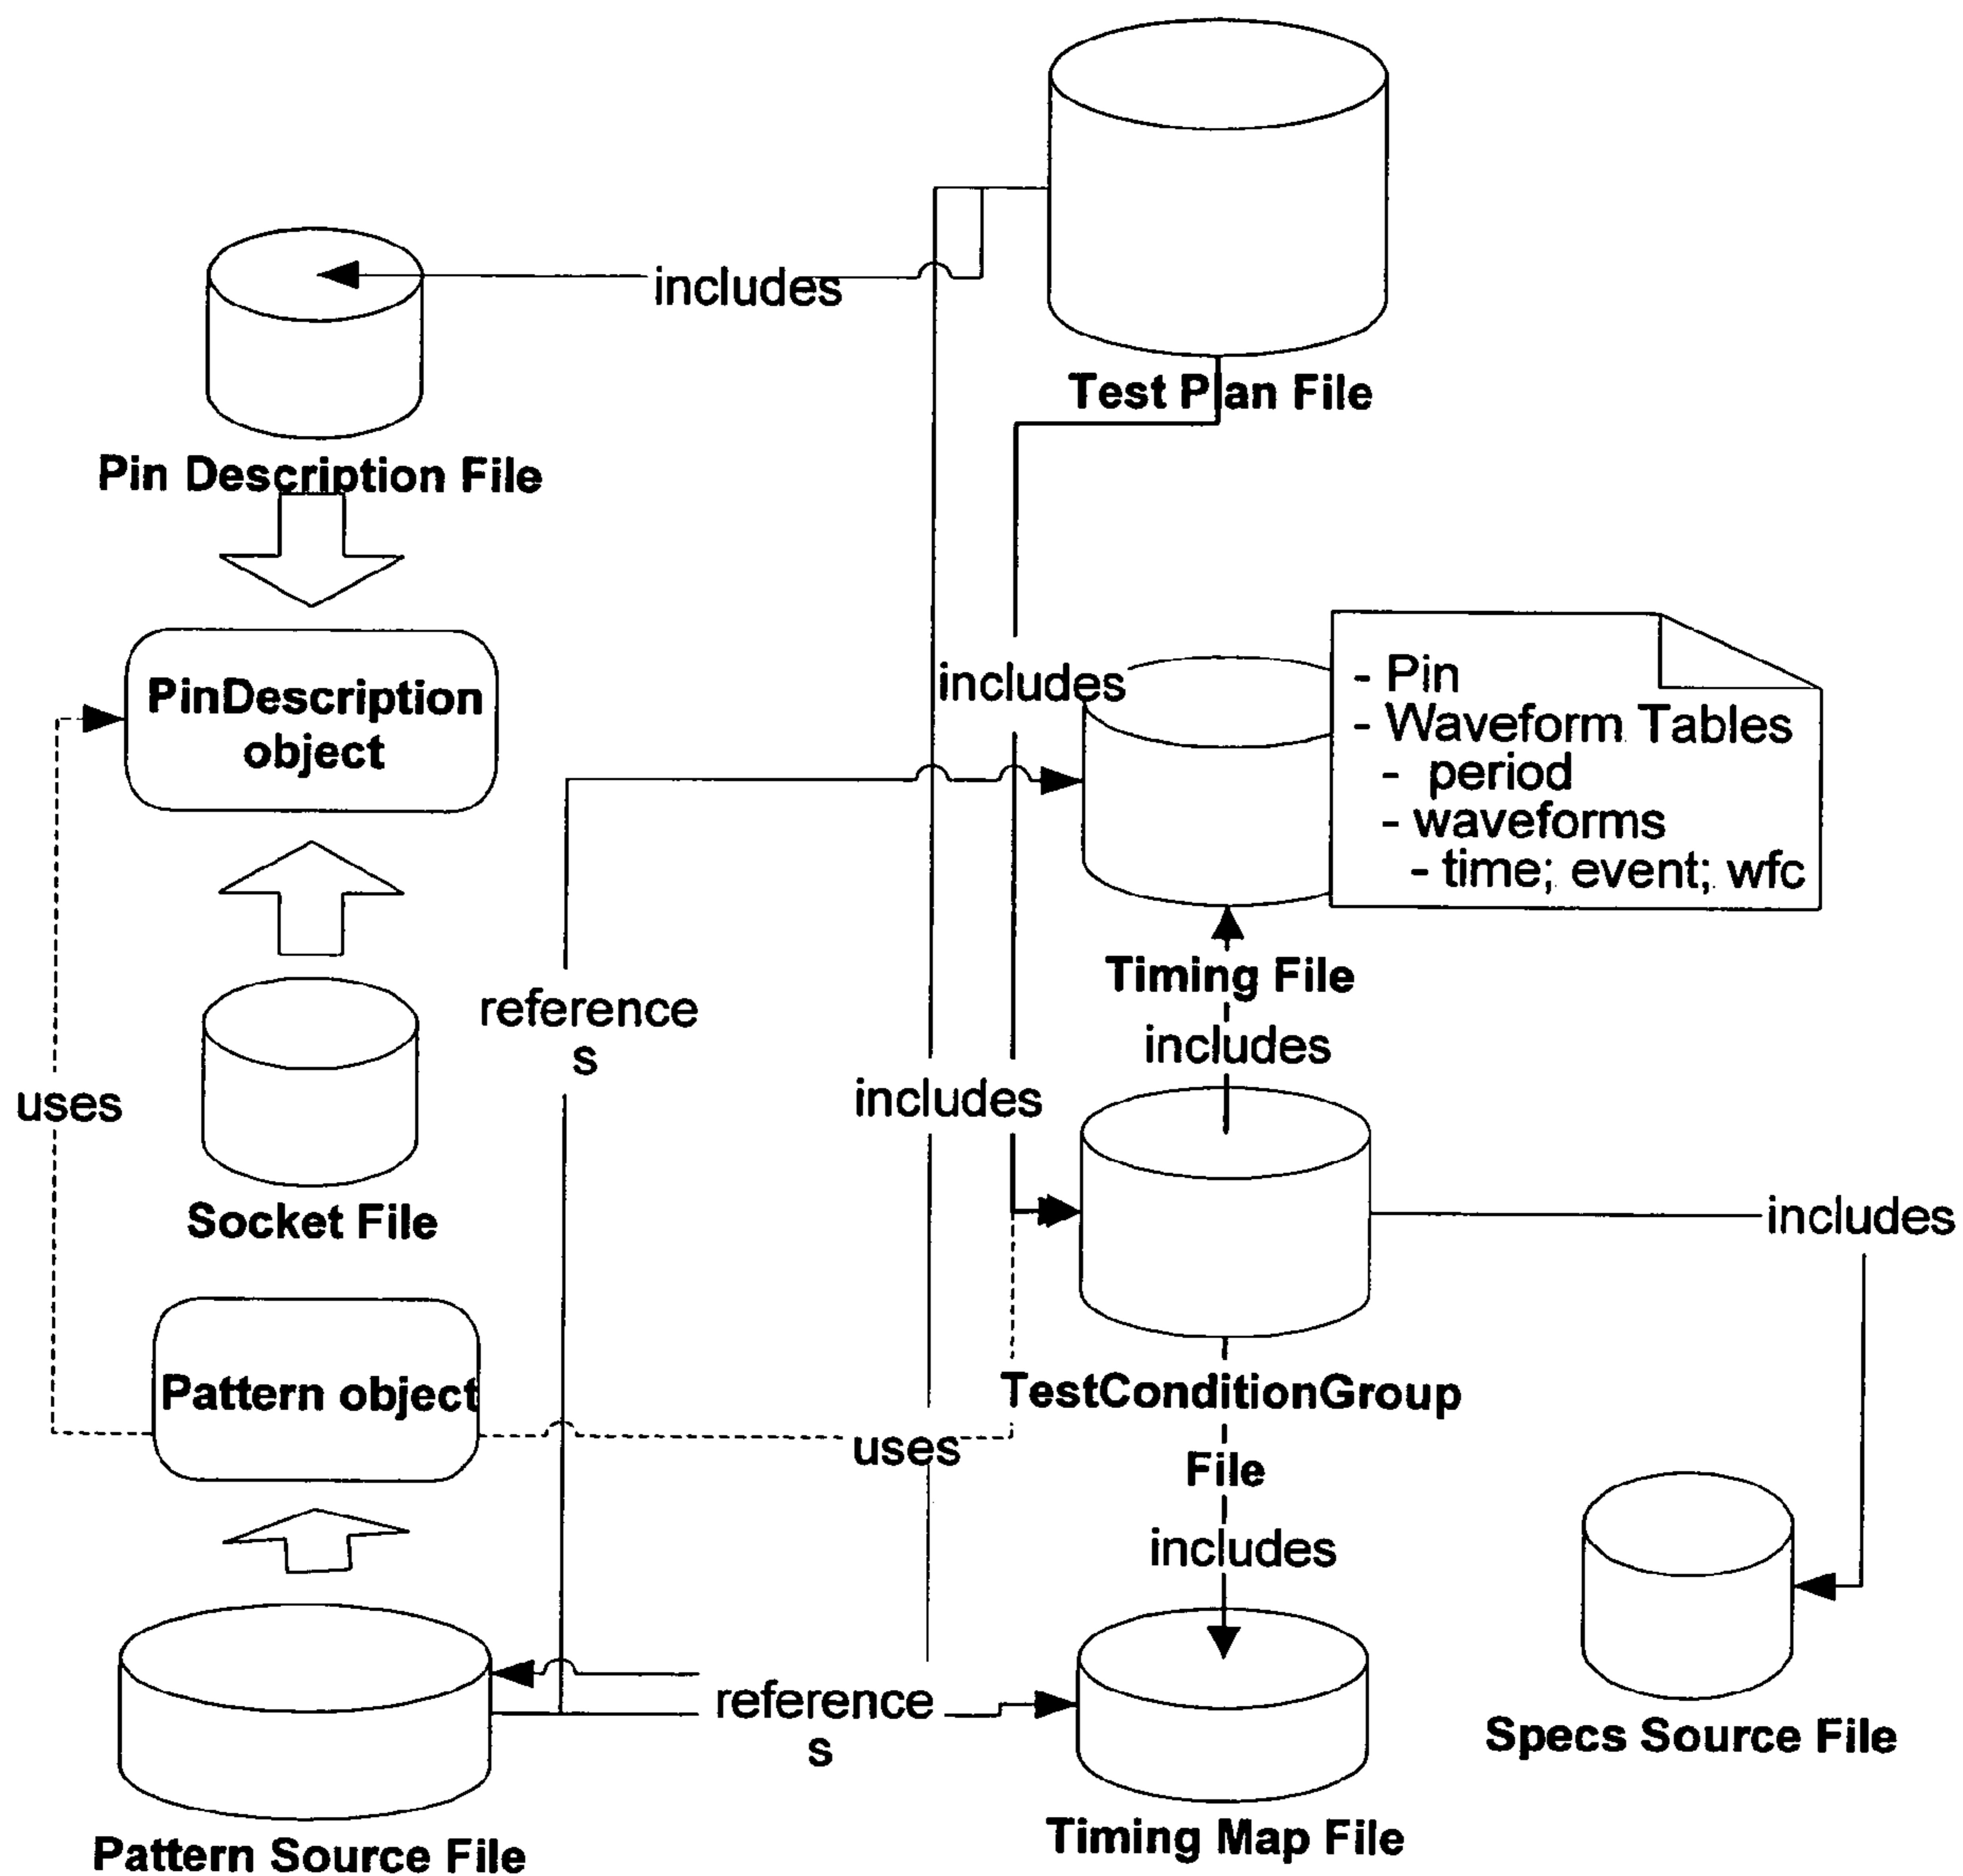 includes
Test Plan File
Pin Description File
PinDescription
object
includes
- Pin
- Waveform Tables
- period
- waveforms
- time; event; wfc
Timing File
reference
s
includes
uses
includes
Socket File
includes
Pattern object
TestConditionGroup
uses
File
includes
reference
s
Specs Source File
Timing Map File
Pattern Source File